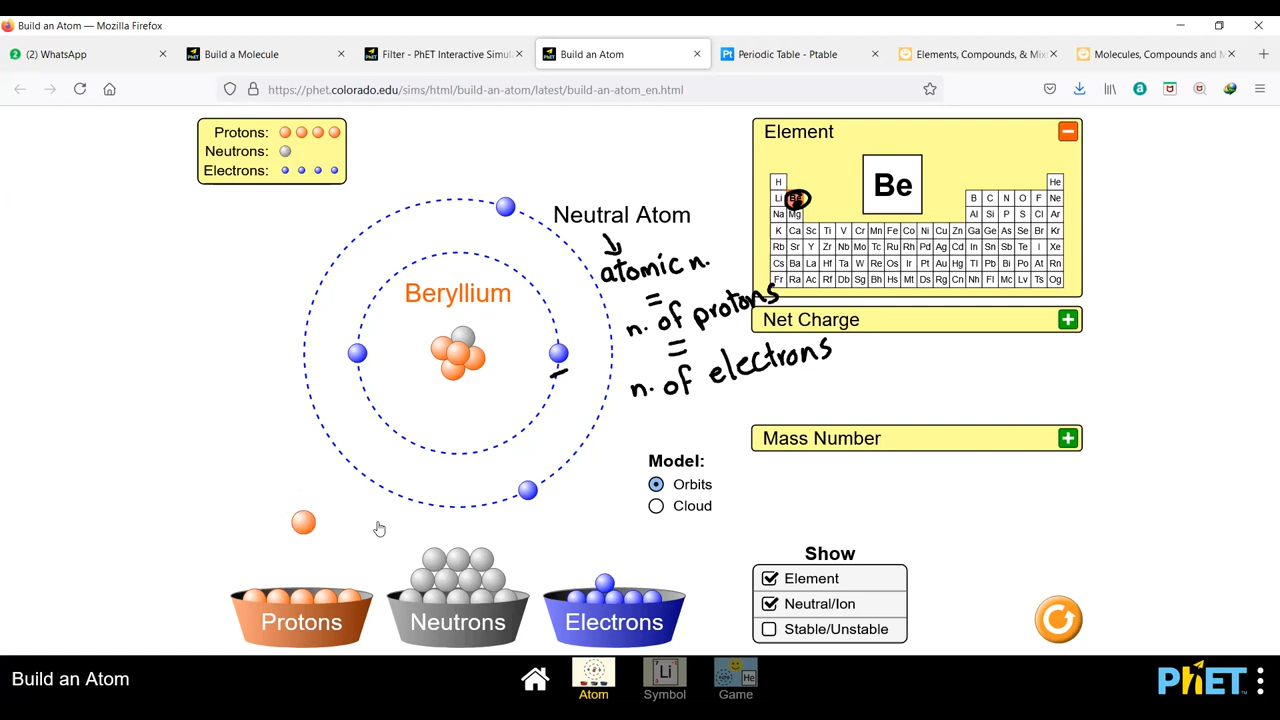 Build an Atom — Mozilla Firefox
(2) WhatsApp
Build a Molecule
Filter - PhET Interactive Simul
Build an Atom
Pt Periodic Table - Ptable
Elements, Compounds, & Mix
Molecules, Compounds and M
https://phet.colorado.edu/sims/html/build-an-atom/latest/build-an-atom_en.html
Protons:
Neutrons:
Electrons:
Neutral Atom
atomic n.
=
n. of protons
=
n. of electrons
Beryllium
Element
Be
H He
Li Be B C N O F Ne
Na Mg Al Si P S Cl Ar
K Ca Sc Ti V Cr Mn Fe Co Ni Cu Zn Ga Ge As Se Br Kr
Rb Sr Y Zr Nb Mo Tc Ru Rh Pd Ag Cd In Sn Sb Te I Xe
Cs Ba La Hf Ta W Re Os Ir Pt Au Hg Tl Pb Bi Po At Rn
Fr Ra Ac Rf Db Sg Bh Hs Mt Ds Rg Cn Nh Fl Mc Lv Ts Og
Net Charge
Mass Number
Model:
Orbits
Cloud
Show
Element
Neutral/Ion
Stable/Unstable
Protons
Neutrons
Electrons
Build an Atom
Atom
Li
Symbol
He
Game
PhET